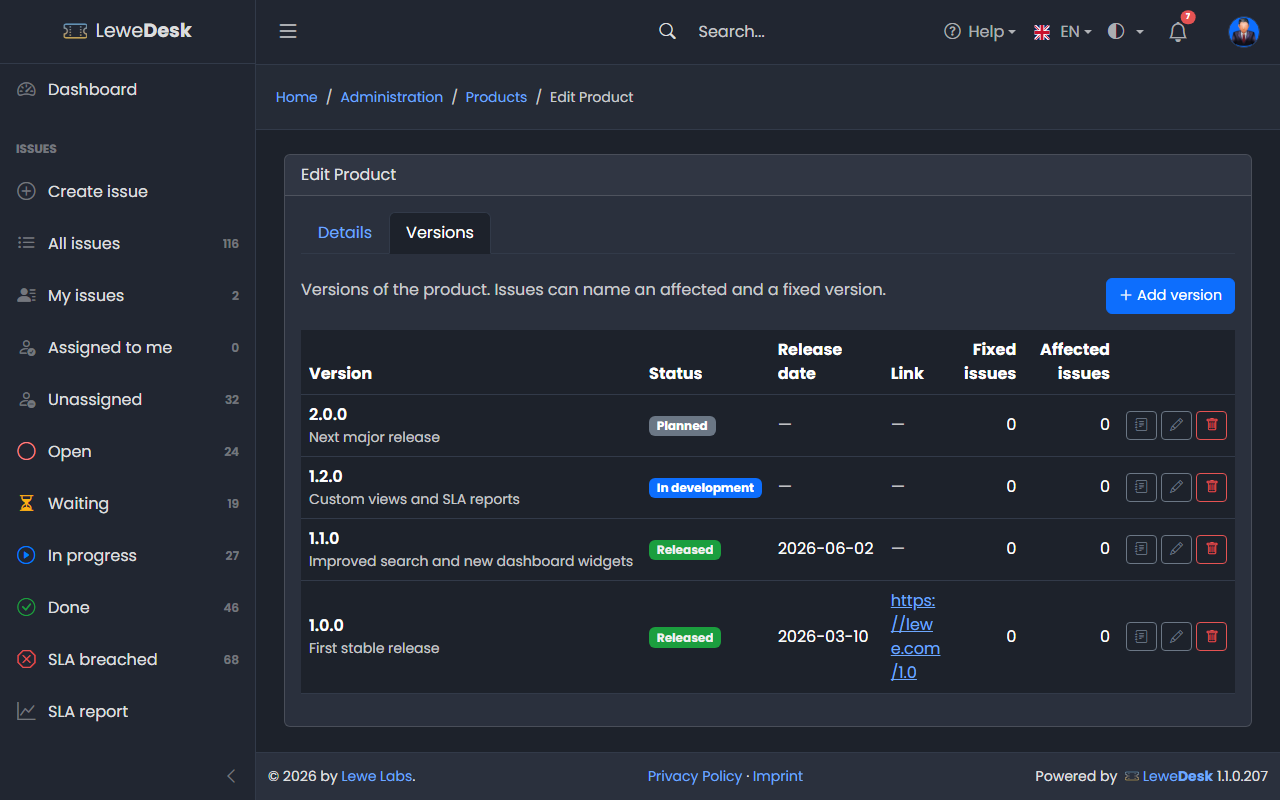 LeweDesk
Search...
Help
EN
7
Dashboard
Home / Administration / Products / Edit Product
ISSUES
Create issue
All issues 116
My issues 2
Assigned to me 0
Unassigned 32
Open 24
Waiting 19
In progress 27
Done 46
SLA breached 68
SLA report
Edit Product
Details Versions
Versions of the product. Issues can name an affected and a fixed version.
+ Add version
Version Status Release date Link Fixed issues Affected issues
2.0.0
Next major release
Planned — — 0 0
1.2.0
Custom views and SLA reports
In development — — 0 0
1.1.0
Improved search and new dashboard widgets
Released 2026-06-02 — 0 0
1.0.0
First stable release
Released 2026-03-10
https:
//lew
e.com
/1.0
0 0
© 2026 by Lewe Labs.
Privacy Policy · Imprint
Powered by LeweDesk 1.1.0.207